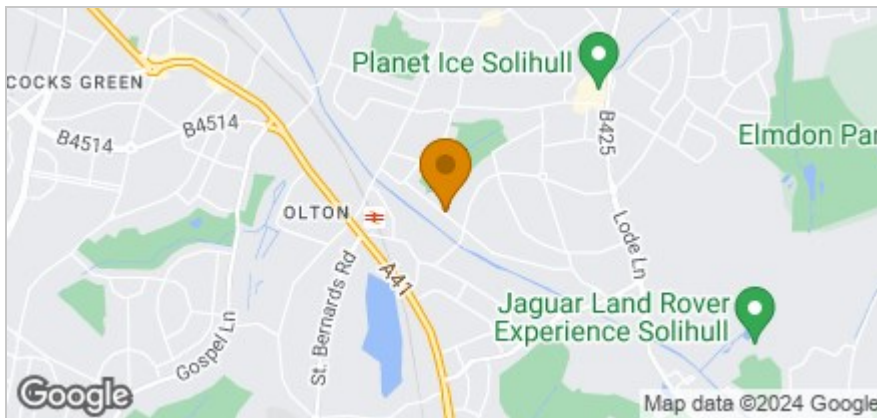 Planet Ice Solihull
COCKS GREEN
B4514
B4514
B425
Elmdon Par
OLTON
Lode Ln
St. Bernards Rd
A41
Gospel Ln
Jaguar Land Rover
Experience Solihull
Google
Map data ©2024 Google